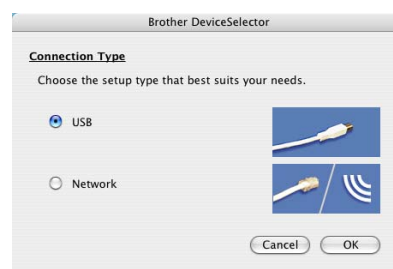 Brother DeviceSelector
Connection Type
Choose the setup type that best suits your needs.
USB
Network
Cancel
OK